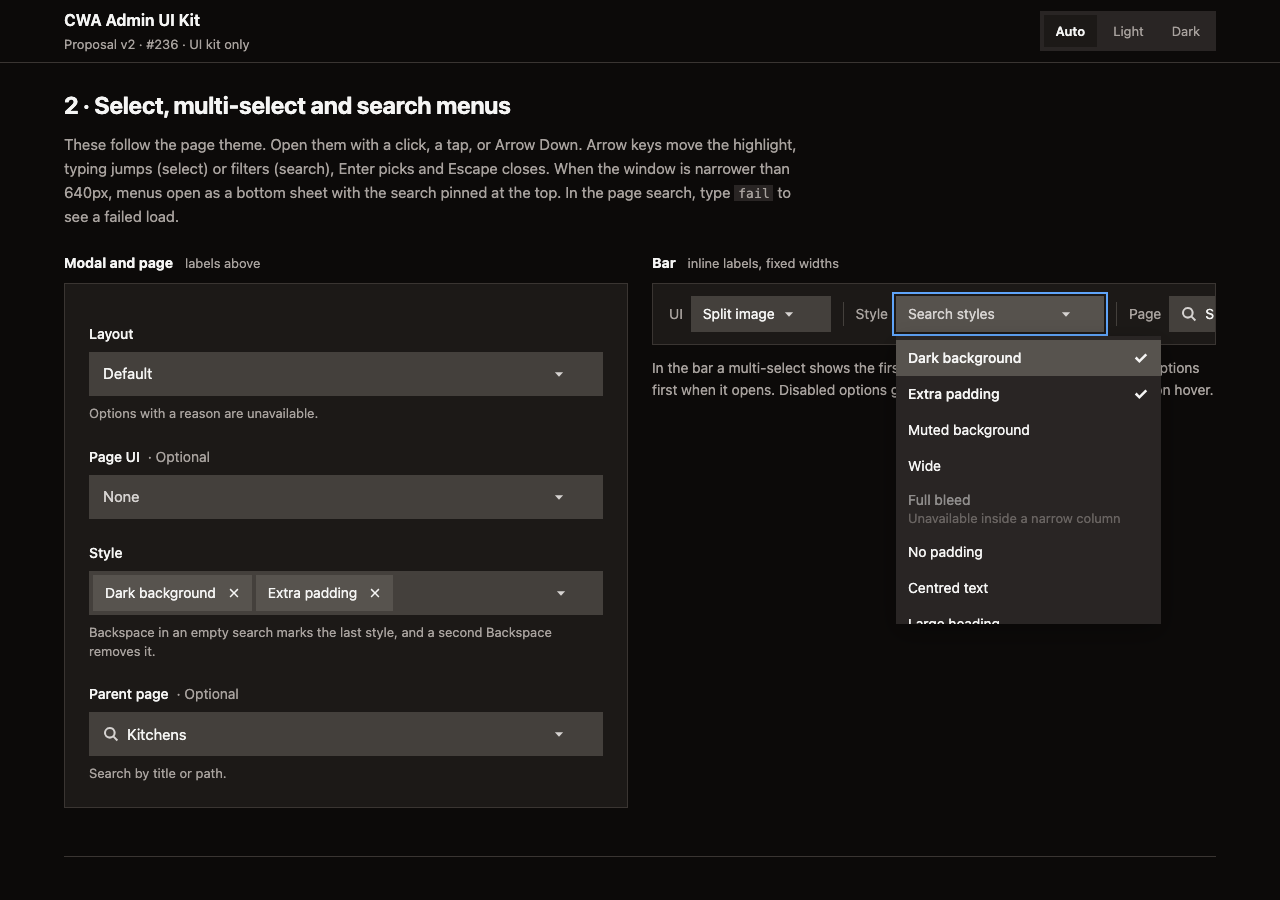 CWA Admin UI Kit
Proposal v2 · #236 · UI kit only
Auto
Light
Dark
2 · Select, multi-select and search menus
These follow the page theme. Open them with a click, a tap, or Arrow Down. Arrow keys move the highlight,
typing jumps (select) or filters (search), Enter picks and Escape closes. When the window is narrower than
640px, menus open as a bottom sheet with the search pinned at the top. In the page search, type fail to
see a failed load.
Modal and page labels above
Layout
Default
Options with a reason are unavailable.
Page UI · Optional
None
Style
Dark background
Extra padding
Backspace in an empty search marks the last style, and a second Backspace
removes it.
Parent page · Optional
Kitchens
Search by title or path.
Bar inline labels, fixed widths
UI
Split image
Style
Search styles
Page
S
In the bar a multi-select shows the
first when it opens. Disabled options
on hover.
Dark background
Extra padding
Muted background
Wide
Full bleed
Unavailable inside a narrow column
No padding
Centred text
Large heading